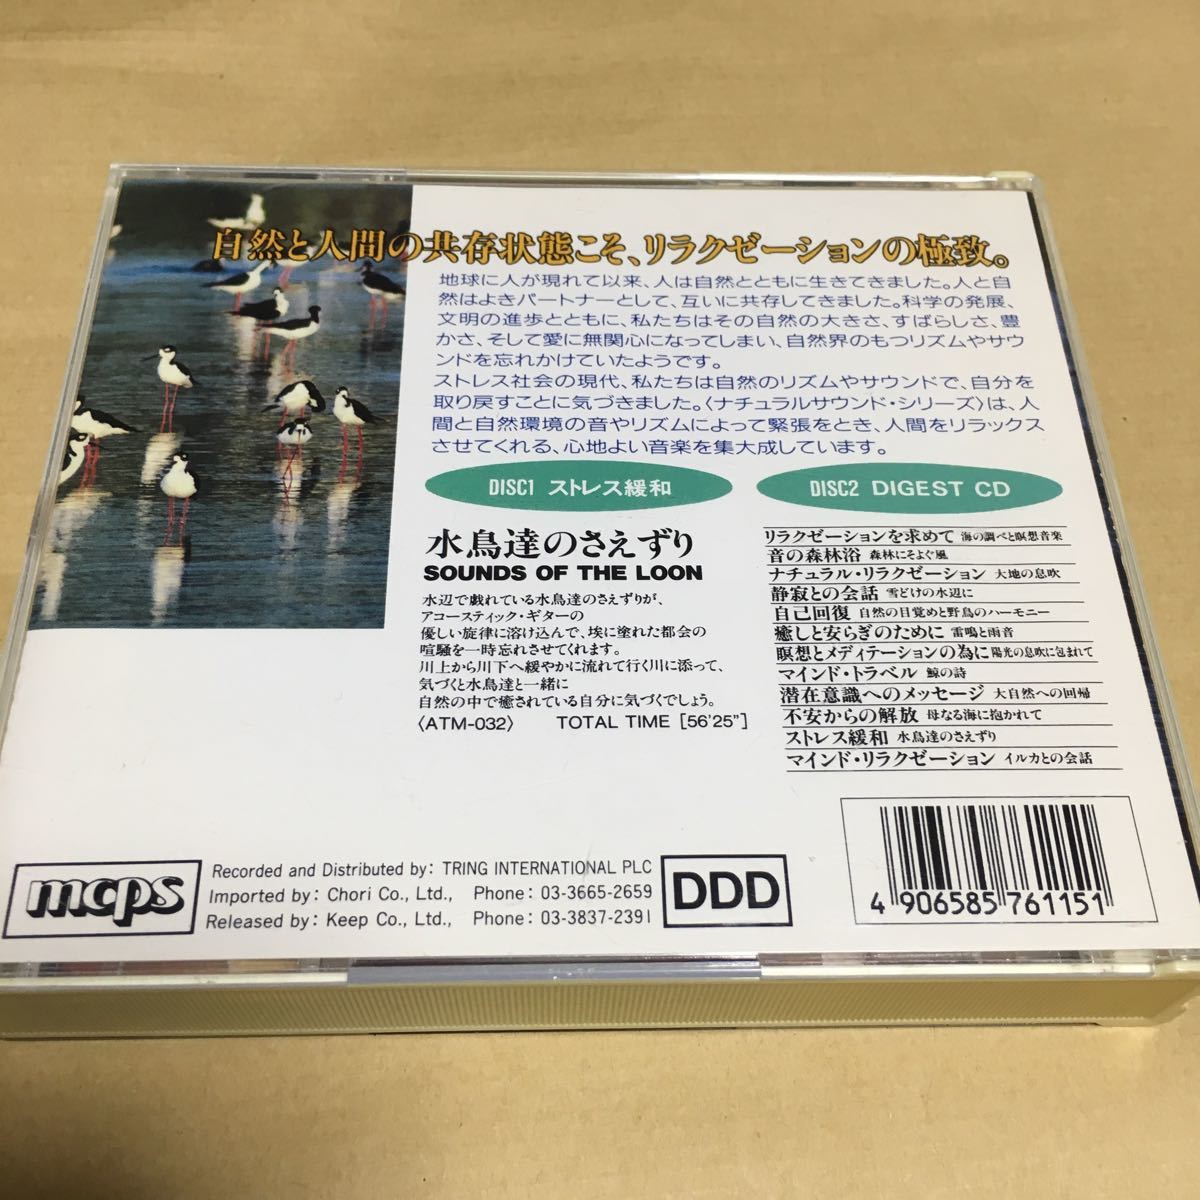 自然と人間の共存状態こそ、リラクゼーションの極致。
地球に人が現れて以来、人は自然とともに生きてきました。人と自
然はよきパートナーとして、互いに共存してきました。科学の発展、
文明の進歩とともに、私たちはその自然の大きさ、すばらしさ、豊
かさ、そして愛に無関心になってしまい、自然界のもつリズムやサウ
ンドを忘れかけていたようです。
ストレス社会の現代、私たちは自然のリズムやサウンドで、自分を
取り戻すことに気づきました。〈ナチュラルサウンド・シリーズ〉は、人
間と自然環境の音やリズムによって緊張をとき、人間をリラックス
させてくれる、心地よい音楽を集大成しています。
DISC1 ストレス緩和
水鳥達のさえずり
SOUNDS OF THE LOON
水辺で戯れている水鳥達のさえずりが、
アコースティック・ギターの
優しい旋律に溶け込んで、埃に塗れた都会の
喧騒を一時忘れさせてくれます。
川上から川下へ緩やかに流れて行く川に添って、
気づくと水鳥達と一緒に
自然の中で癒されている自分に気づくでしょう。
〈ATM-032〉 TOTAL TIME [56'25"]
DISC2 DIGEST CD
リラクゼーションを求めて 海の調べと瞑想音楽
音の森林浴 森林にそよぐ風
ナチュラル・リラクゼーション 大地の息吹
静寂との会話 雪どけの水辺に
自己回復 自然の目覚めと野鳥のハーモニー
癒しと安らぎのために 雷鳴と雨音
瞑想とメディテーションの為に 陽光の息吹に包まれて
マインド・トラベル 鯨の詩
潜在意識へのメッセージ 大自然への回帰
不安からの解放 母なる海に抱かれて
ストレス緩和 水鳥達のさえずり
マインド・リラクゼーション イルカとの会話
mcps
Recorded and Distributed by: TRING INTERNATIONAL PLC
Imported by: Chori Co., Ltd., Phone: 03-3665-2659
Released by: Keep Co., Ltd., Phone: 03-3837-2391
DDD
4 906585 761151